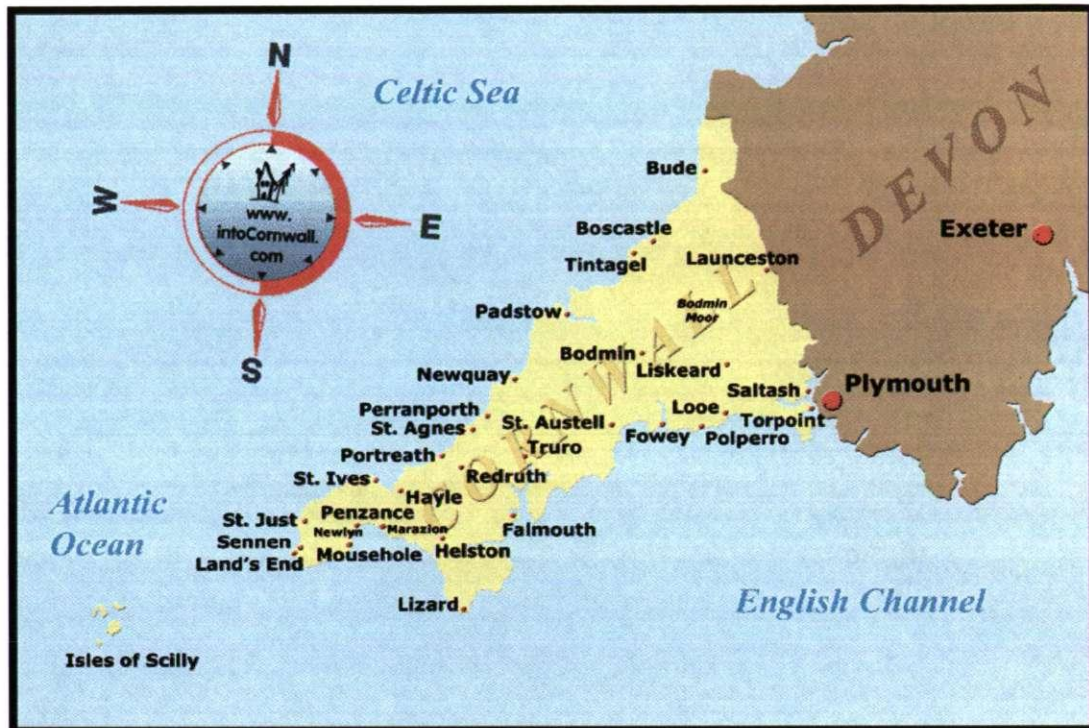 N
Celtic Sea
W
E
S
www.
intoCornwall.
com
DEVON
Exeter
Bude
Boscastle
Tintagel
Launceston
Bodmin
Moor
Padstow
CORNWALL
Bodmin
Liskeard
Newquay
Saltash
Plymouth
Perranporth
Looe
Torpoint
St. Agnes
St. Austell
Fowey
Polperro
Portreath
Truro
St. Ives
Redruth
Hayle
Atlantic
Ocean
St. Just
Penzance
Newlyn
Marazion
Falmouth
Sennen
Mousehole
Helston
Land's End
Lizard
English Channel
Isles of Scilly